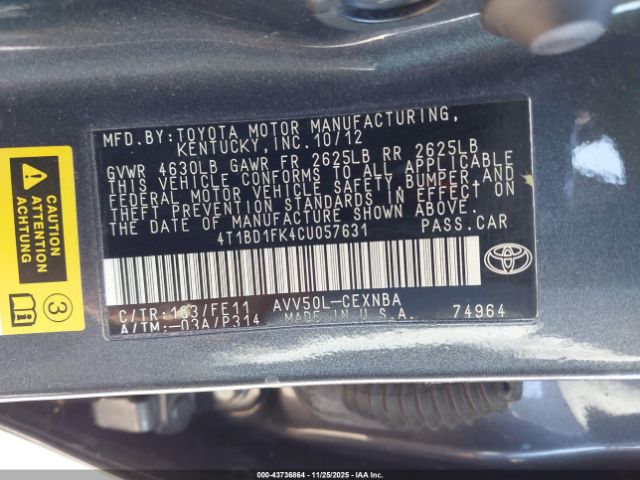 MFD.BY:TOYOTA MOTOR MANUFACTURING,
KENTUCKY,INC.10/12
GVWR 4630LB GAWR FR 2625LB RR 2625LB
THIS VEHICLE CONFORMS TO ALL APPLICABLE
FEDERAL MOTOR VEHICLE SAFETY,BUMPER,AND
THEFT PREVENTION STANDARDS IN EFFECT ON
THE DATE OF MANUFACTURE SHOWN ABOVE.
4T1BD1FK4CU057631 PASS.CAR
ATTENTION
ACHTUNG
3
C/TR:1G3/FE11 AVV50L-CEXNBA
A/TM:-03A/P314 MADE IN U.S.A. 74964
000-43736864 | 11/25/2025 | IAAI.COM